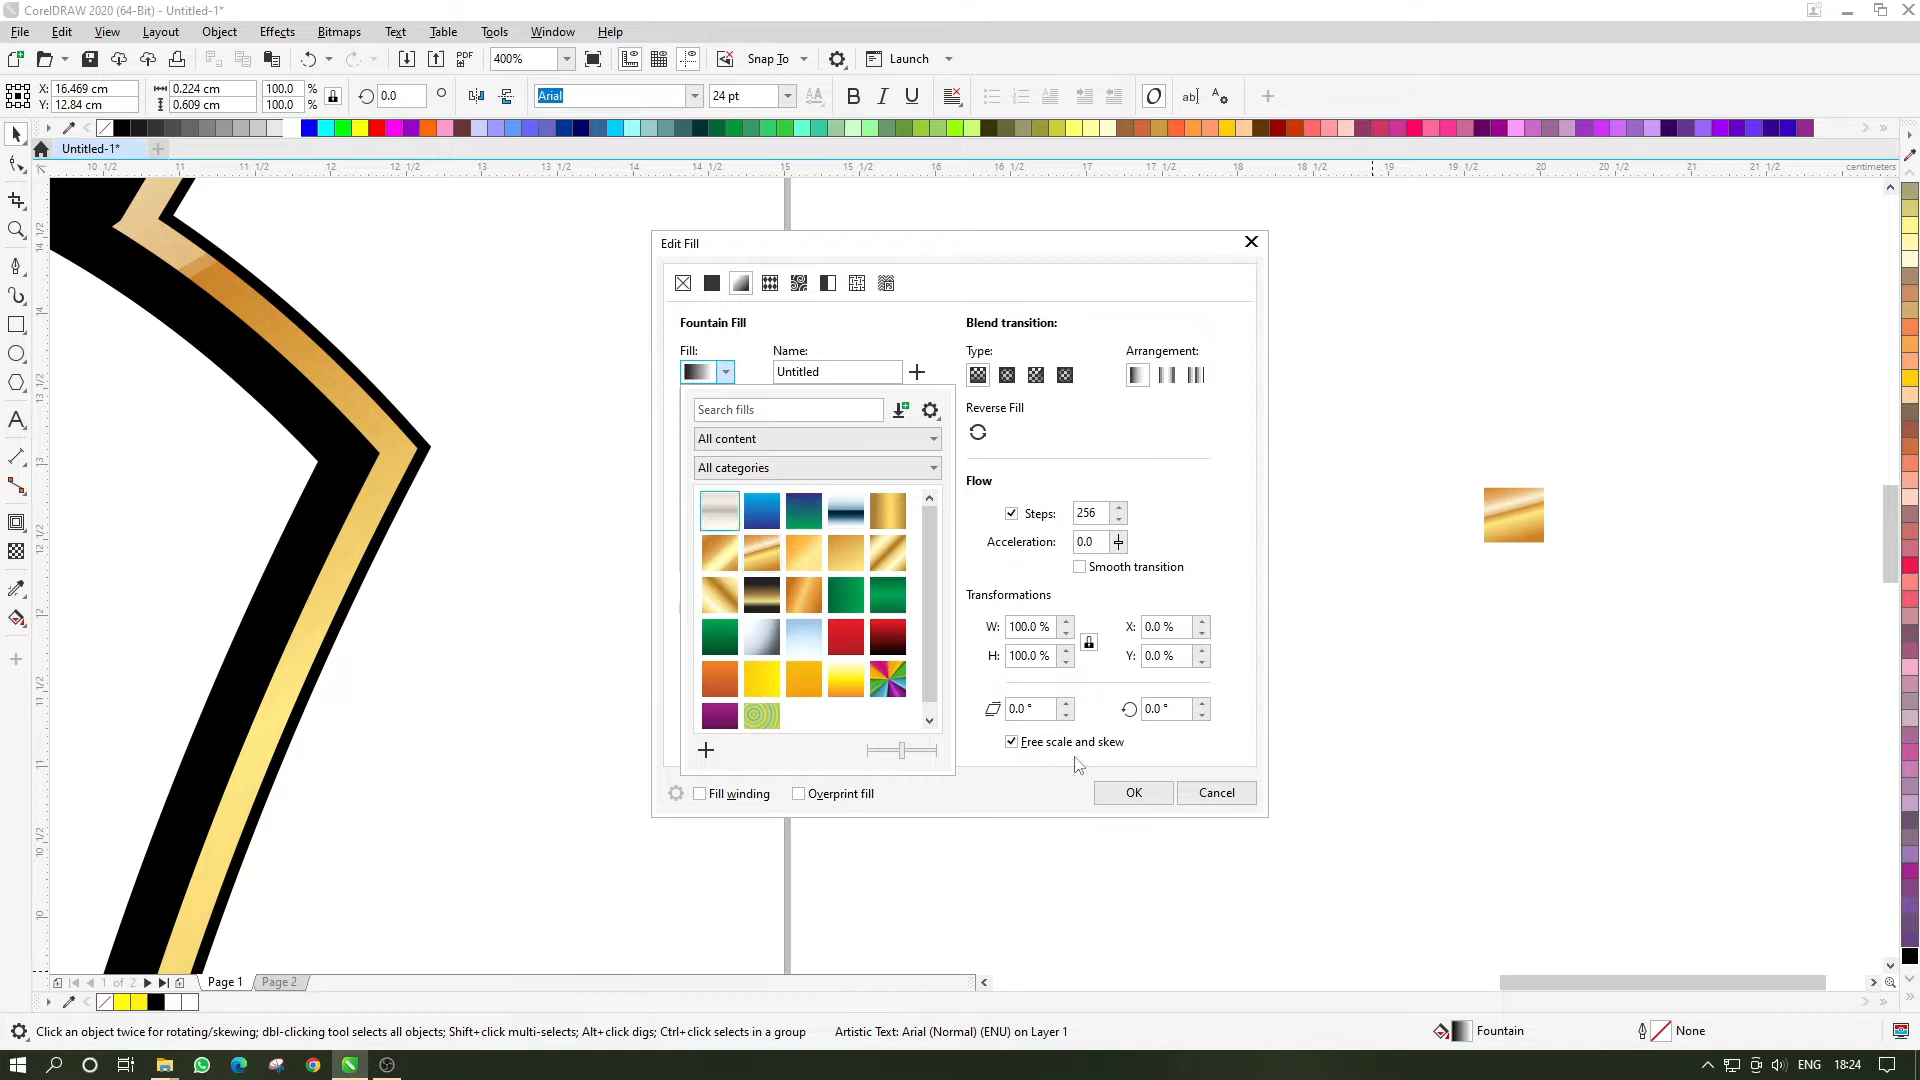 CorelDRAW 2020 (64-Bit) - Untitled-1*
File Edit View Layout Object Effects Bitmaps Text Table Tools Window Help
PDF 400% Snap To Launch
X: 16.469 cm 0.224 cm 100.0 %
Y: 12.84 cm 0.609 cm 100.0 %
0.0 Arial 24 pt B I U O ab
Untitled-1*
10 1/2 11 11 1/2 12 12 1/2 13 13 1/2 14 14 1/2 15 15 1/2 16 16 1/2 17 17 1/2 18 18 1/2 19 19 1/2 20 20 1/2 21 21 1/2 centimeters
Edit Fill
Fountain Fill
Fill: Name:
Untitled
Search fills
All content
All categories
Blend transition:
Type: Arrangement:
Reverse Fill
Flow
Steps: 256
Acceleration: 0.0
Smooth transition
Transformations
W: 100.0 % X: 0.0 %
H: 100.0 % Y: 0.0 %
0.0 ° 0.0 °
Free scale and skew
Fill winding Overprint fill
OK Cancel
1 of 2 Page 1 Page 2
Click an object twice for rotating/skewing; dbl-clicking tool selects all objects; Shift+click multi-selects; Alt+click digs; Ctrl+click selects in a group Artistic Text: Arial (Normal) (ENU) on Layer 1 Fountain None
ENG 18:24